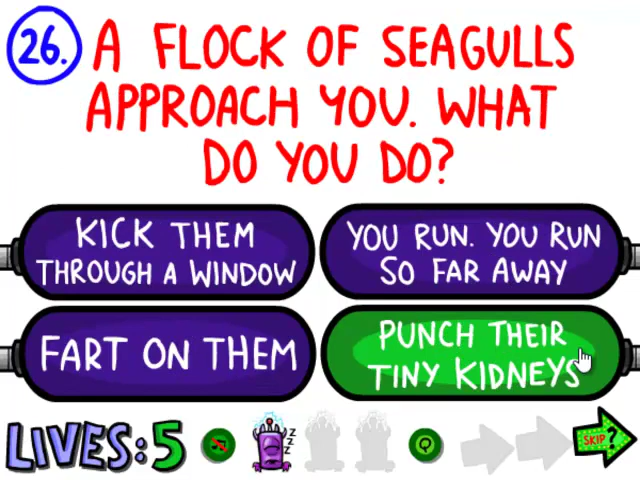 26. A FLOCK OF SEAGULLS
APPROACH YOU. WHAT
DO YOU DO?
KICK THEM
THROUGH A WINDOW
YOU RUN. YOU RUN
SO FAR AWAY
FART ON THEM
PUNCH THEIR
TINY KIDNEYS
LIVES: 5
Z
Z
Z
SKIP?